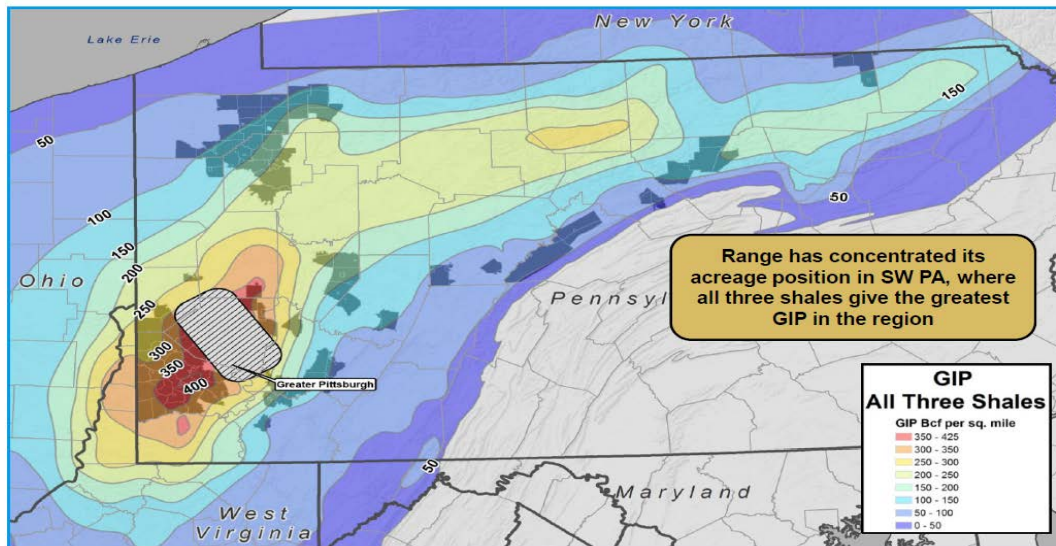 New York
Lake Erie
150
50
50
100
150
200
Ohio
250
Range has concentrated its
acreage position in SW PA, where
all three shales give the greatest
GIP in the region
Pennsyl
300
350
400
Greater Pittsburgh
GIP
All Three Shales
GIP Bcf per sq. mile
350 - 425
300 - 350
250 - 300
200 - 250
150 - 200
100 - 150
50 - 100
0 - 50
50
Maryland
West
Virginia